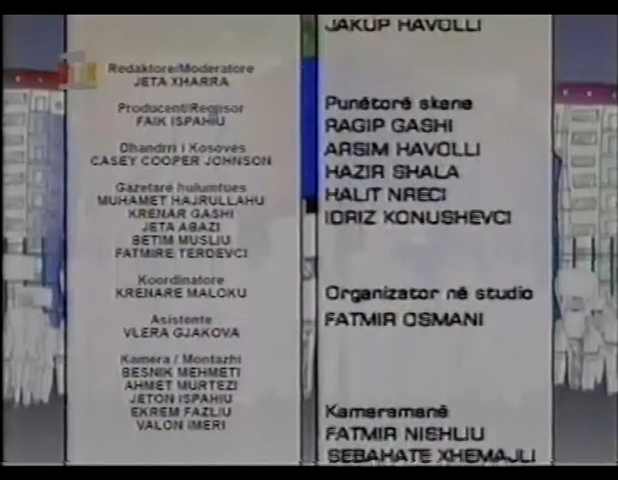 Redaktore/Moderatore
JETA XHARRA
Producent/Regjisor
FAIK ISPAHIU
Dhandrri i Kosoves
CASEY COOPER JOHNSON
Gazetarë hulumtues
MUHAMET HAJRULLAHU
KRENAR GASHI
JETA ABAZI
BETIM MUSLIU
FATMIRE TERDEVCI
Koordinatore
KRENARE MALOKU
Asistente
VLERA GJAKOVA
Kamera / Montazhi
BESNIK MEHMETI
AHMET MURTEZI
JETON ISPAHIU
EKREM FAZLIU
VALON IMERI
JAKUP HAVOLLI
Punëtorë skene
RAGIP GASHI
ARSIM HAVOLLI
HAZIR SHALA
HALIT NRECI
IDRIZ KONUSHEVCI
Organizator në studio
FATMIR OSMANI
Kameramanë
FATMIR NISHLIU
SEBAHATE XHEMAJLI